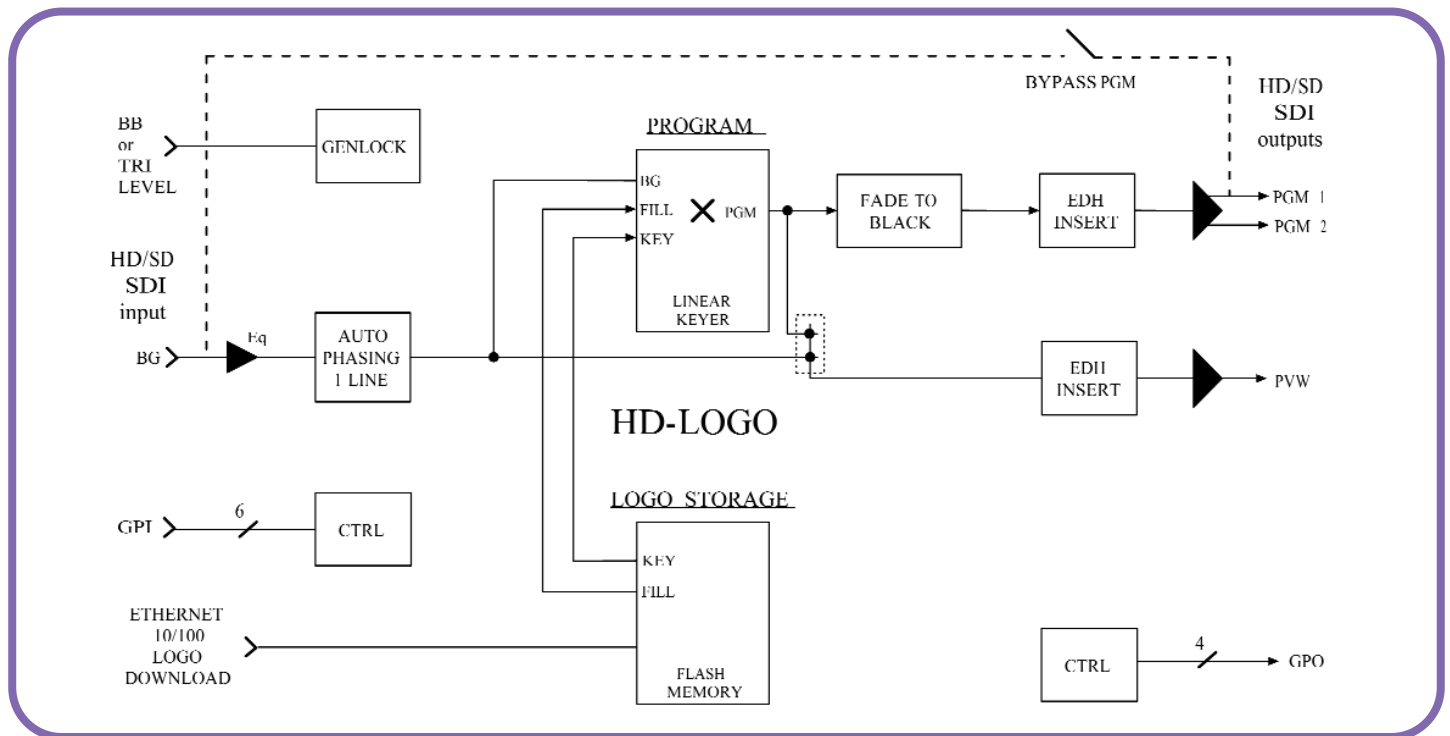 BYPASS PGM
HD/SD
SDI
outputs
BB
or
TRI
LEVEL
GENLOCK
PROGRAM
BG
FILL
KEY
PGM
LINEAR
KEYER
FADE TO
BLACK
EDH
INSERT
PGM 1
PGM 2
HD/SD
SDI
input
BG
Eq
AUTO
PHASING
1 LINE
EDH
INSERT
PVW
HD-LOGO
GPI
6
CTRL
LOGO STORAGE
KEY
FILL
FLASH
MEMORY
ETHERNET
10/100
LOGO
DOWNLOAD
CTRL
4
GPO